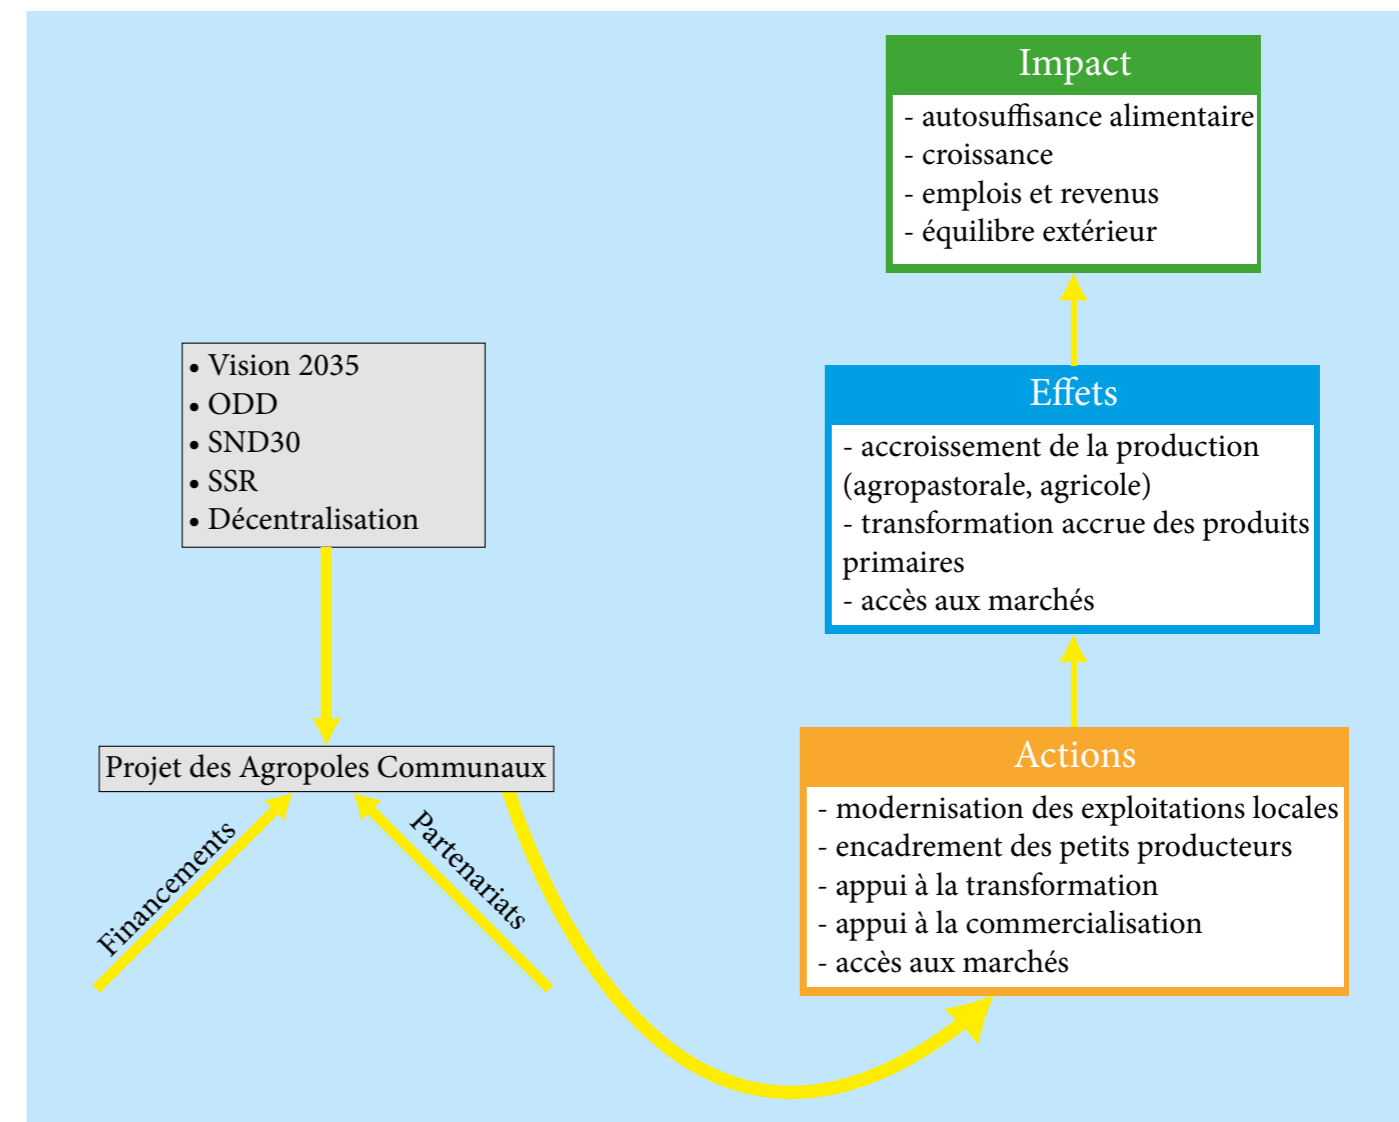 Impact
- autosuffisance alimentaire
- croissance
- emplois et revenus
- équilibre extérieur
• Vision 2035
• ODD
• SND30
• SSR
• Décentralisation
Effets
- accroissement de la production
(agropastorale, agricole)
- transformation accrue des produits
primaires
- accès aux marchés
Projet des Agropoles Communaux
Financements
Partenariats
Actions
- modernisation des exploitations locales
- encadrement des petits producteurs
- appui à la transformation
- appui à la commercialisation
- accès aux marchés